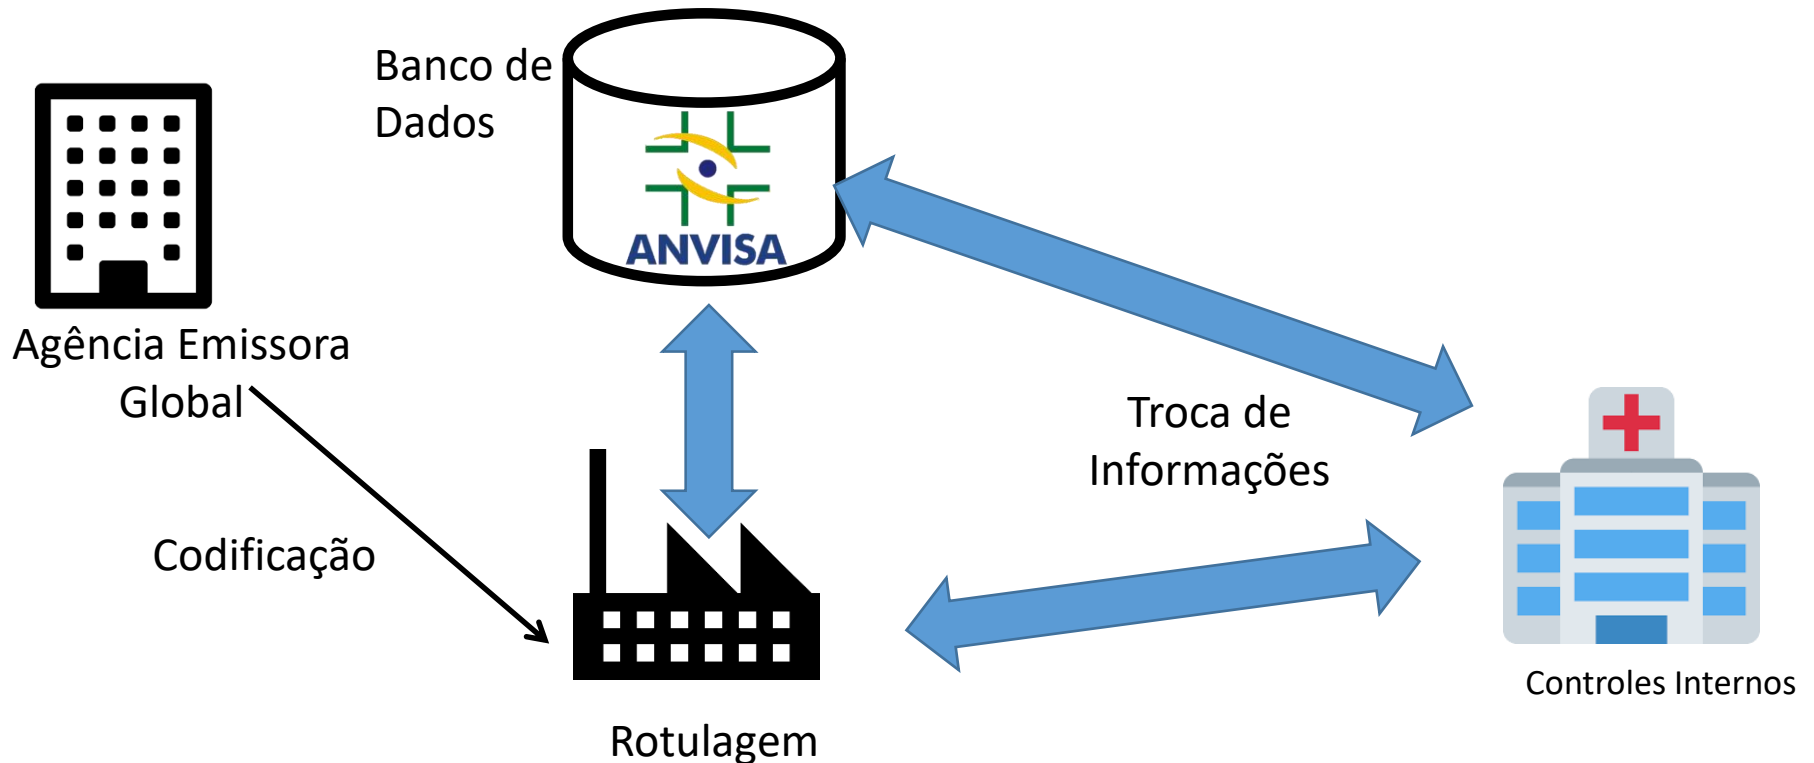 Banco de
Dados
ANVISA
Agência Emissora
Global
Troca de
Informações
Codificação
Controles Internos
Rotulagem